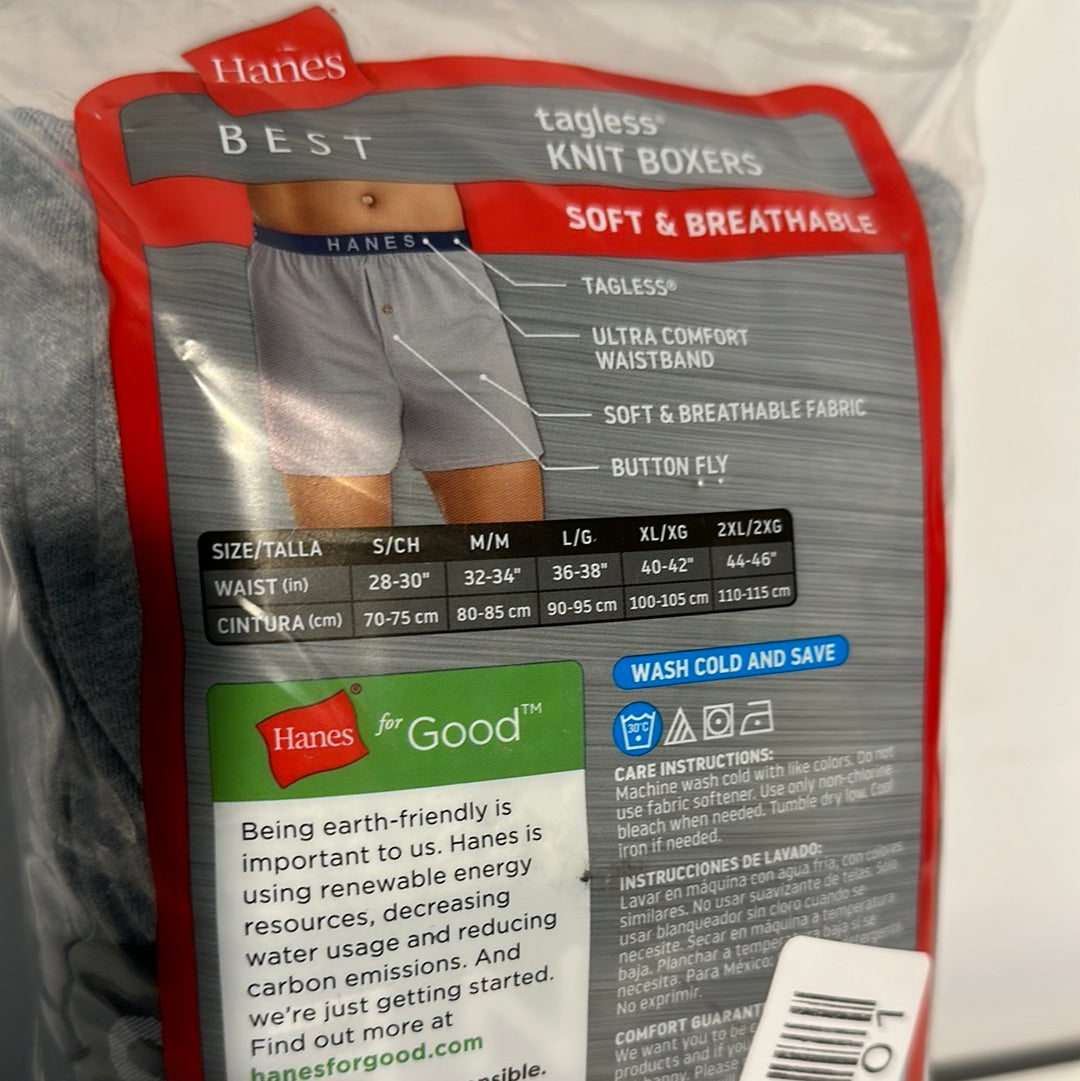 Hanes
BEST
tagless®
KNIT BOXERS
SOFT & BREATHABLE
HANES
TAGLESS®
ULTRA COMFORT
WAISTBAND
SOFT & BREATHABLE FABRIC
BUTTON FLY
SIZE/TALLA S/CH M/M L/G XL/XG 2XL/2XG
WAIST (in) 28-30" 32-34" 36-38" 40-42" 44-46"
CINTURA (cm) 70-75 cm 80-85 cm 90-95 cm 100-105 cm 110-115 cm
Hanes® for Good™
Being earth-friendly is
important to us. Hanes is
using renewable energy
resources, decreasing
water usage and reducing
carbon emissions. And
we're just getting started.
Find out more at
hanesforgood.com
WASH COLD AND SAVE
30°C
CARE INSTRUCTIONS:
Machine wash cold with like colors. Do not
use fabric softener. Use only non-chlorine
bleach when needed. Tumble dry low. Cool
iron if needed.
INSTRUCCIONES DE LAVADO:
Lavar en máquina con agua fría, con colores
similares. No usar suavizante de telas. Sólo
usar blanqueador sin cloro cuando se
necesite. Secar en máquina a temperatura
baja. Planchar a temperatura baja si se
necesita. Para México:
No exprimir.
COMFORT GUARANT
We want you to be
products and if you
happy. Please